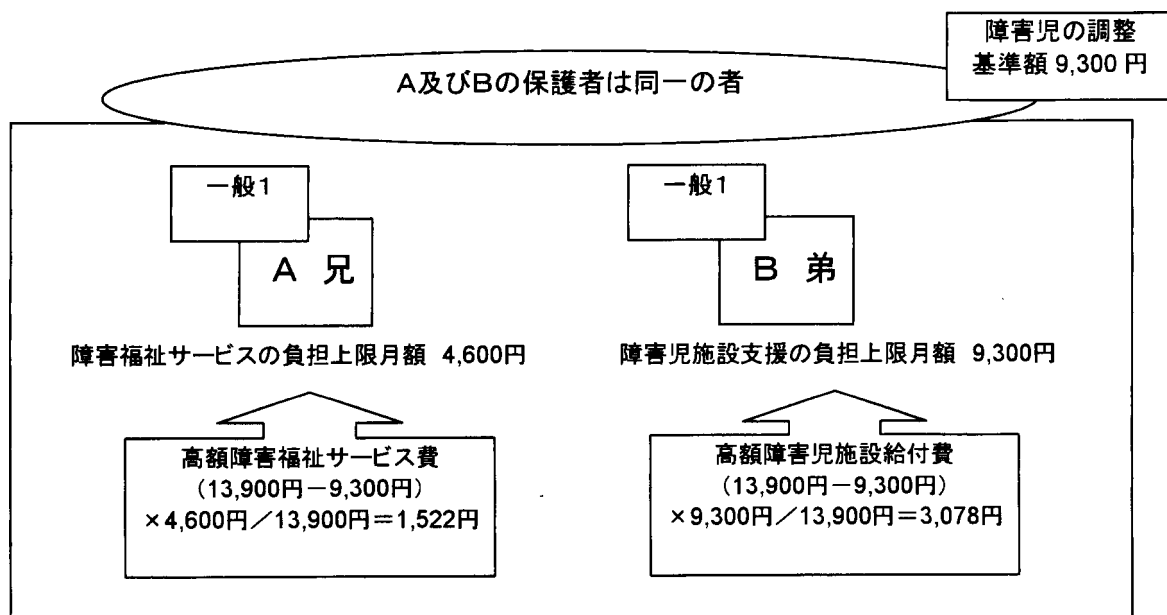 障害児の調整
基準額 9,300 円
A及びBの保護者は同一の者
一般1
A 兄
障害福祉サービスの負担上限月額 4,600円
高額障害福祉サービス費
(13,900円-9,300円)
×4,600円/13,900円=1,522円
一般1
B 弟
障害児施設支援の負担上限月額 9,300円
高額障害児施設給付費
(13,900円-9,300円)
×9,300円/13,900円=3,078円